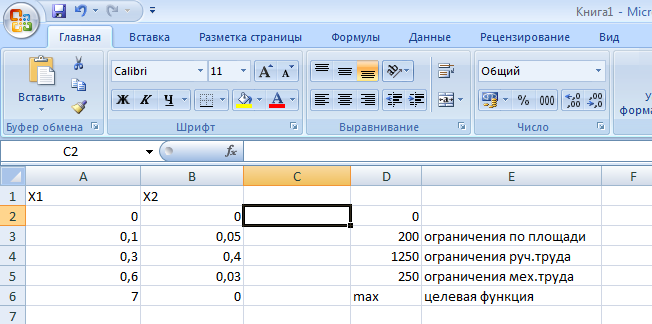 Книга1 - Micr
Главная Вставка Разметка страницы Формулы Данные Рецензирование Вид
Calibri 11 Общий
Вставить Ж К Ч % 000
форма
Буфер обмена Шрифт Выравнивание Число
C2 fx
A B C D E F
1 X1 X2
2 0 0 0
3 0,1 0,05 200 ограничения по площади
4 0,3 0,4 1250 ограничения руч.труда
5 0,6 0,03 250 ограничения мех.труда
6 7 0 max целевая функция
7